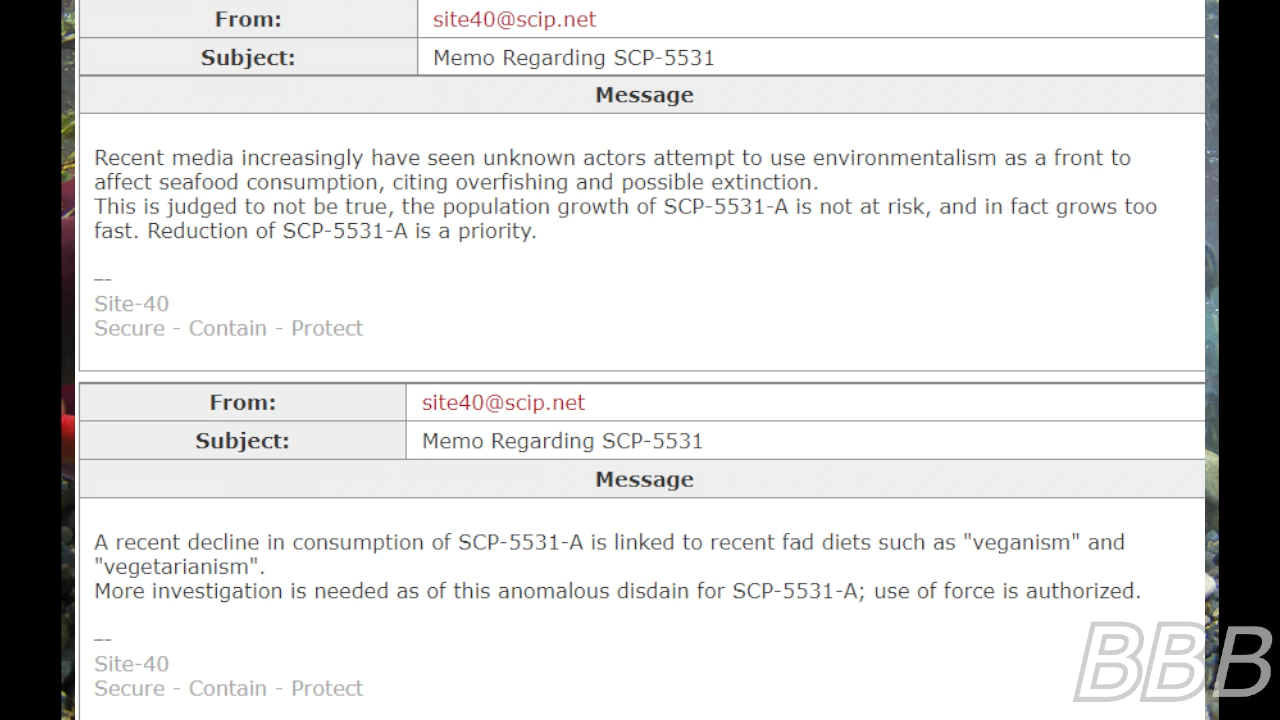 From: site40@scip.net
Subject: Memo Regarding SCP-5531
Message
Recent media increasingly have seen unknown actors attempt to use environmentalism as a front to
affect seafood consumption, citing overfishing and possible extinction.
This is judged to not be true, the population growth of SCP-5531-A is not at risk, and in fact grows too
fast. Reduction of SCP-5531-A is a priority.
--
Site-40
Secure - Contain - Protect
From: site40@scip.net
Subject: Memo Regarding SCP-5531
Message
A recent decline in consumption of SCP-5531-A is linked to recent fad diets such as "veganism" and
"vegetarianism".
More investigation is needed as of this anomalous disdain for SCP-5531-A; use of force is authorized.
--
Site-40
Secure - Contain - Protect
BBB